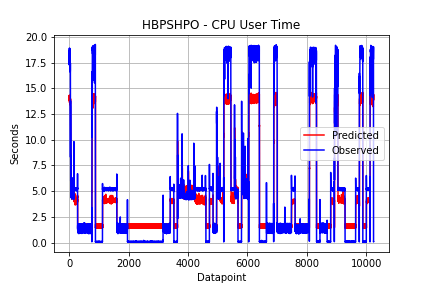 HBPSHPO - CPU User Time
20.0
17.5
15.0
12.5
10.0
7.5
5.0
2.5
0.0
Seconds
Predicted
Observed
0 2000 4000 6000 8000 10000
Datapoint